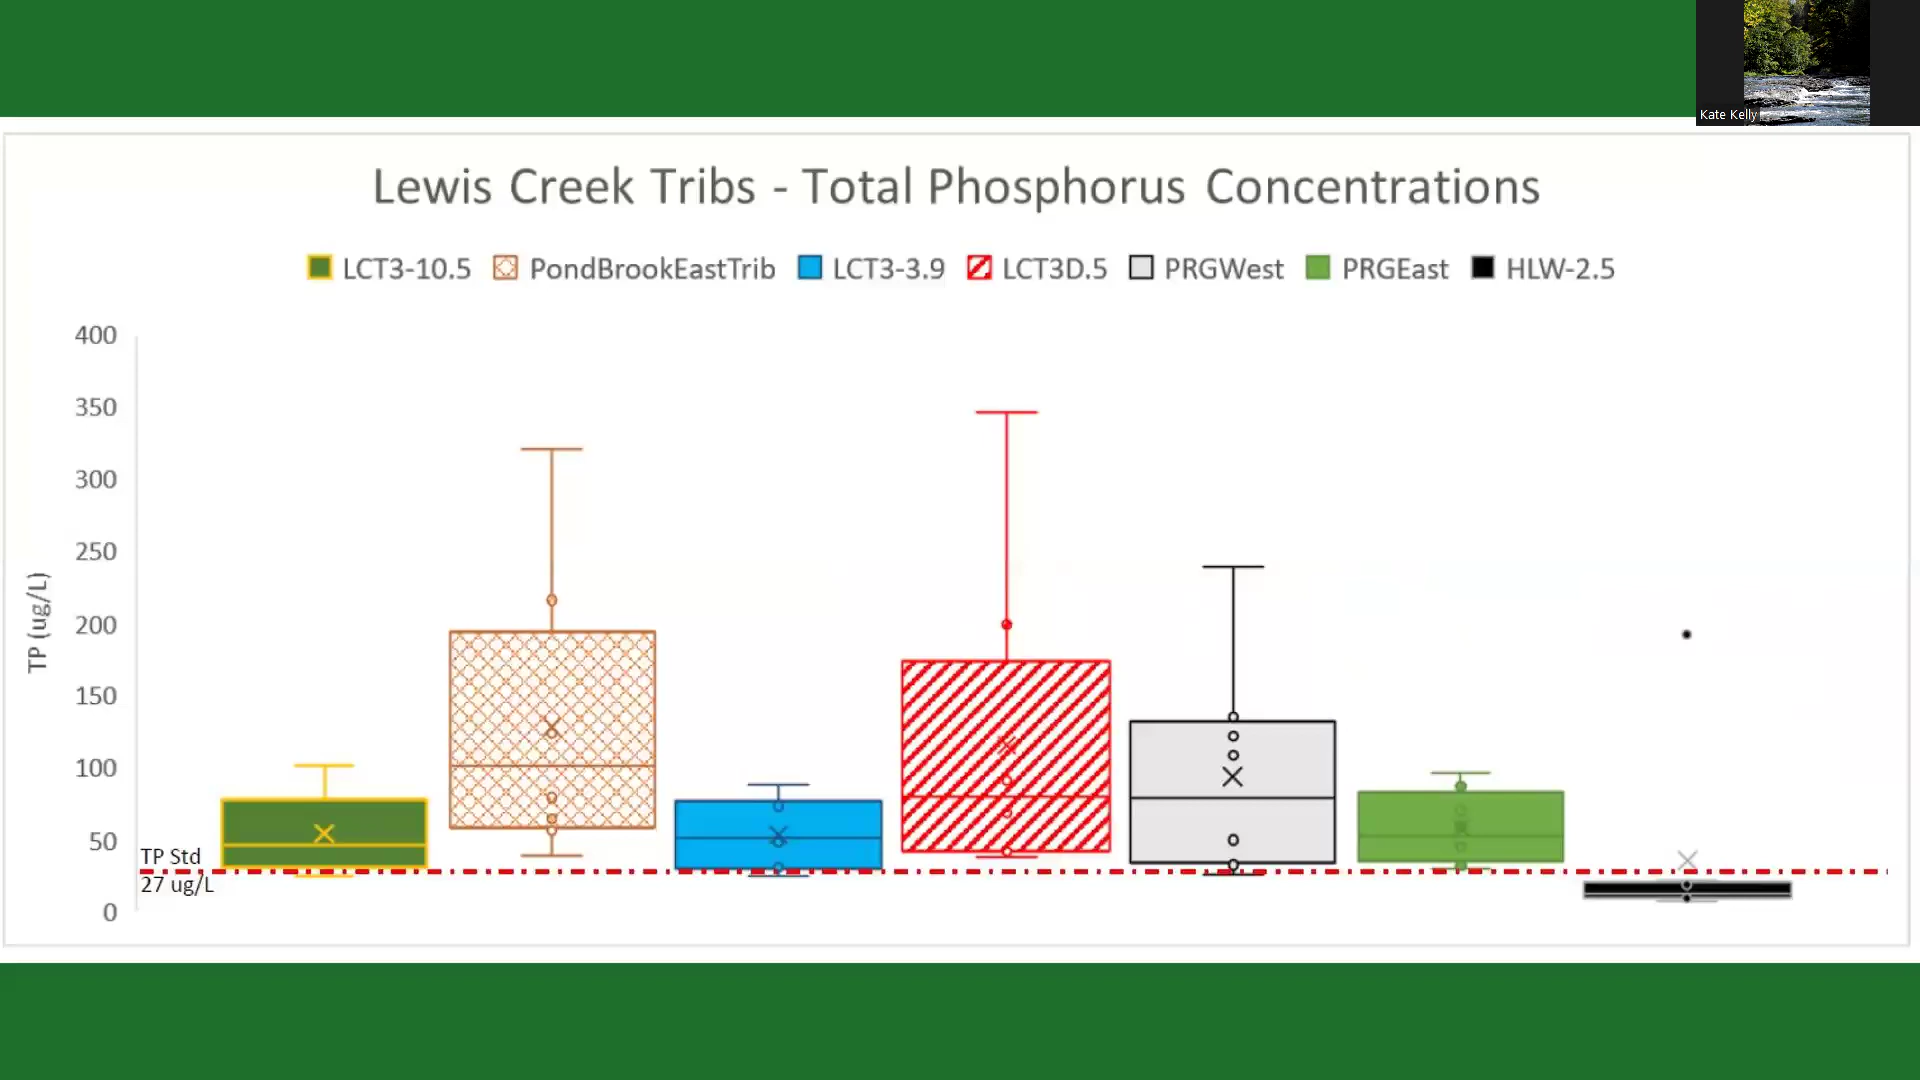 Kate Kelly
Lewis Creek Tribs - Total Phosphorus Concentrations
LCT3-10.5 PondBrookEastTrib LCT3-3.9 LCT3D.5 PRGWest PRGEast HLW-2.5
400
350
300
250
200
150
100
50
0
TP (ug/L)
TP Std
27 ug/L